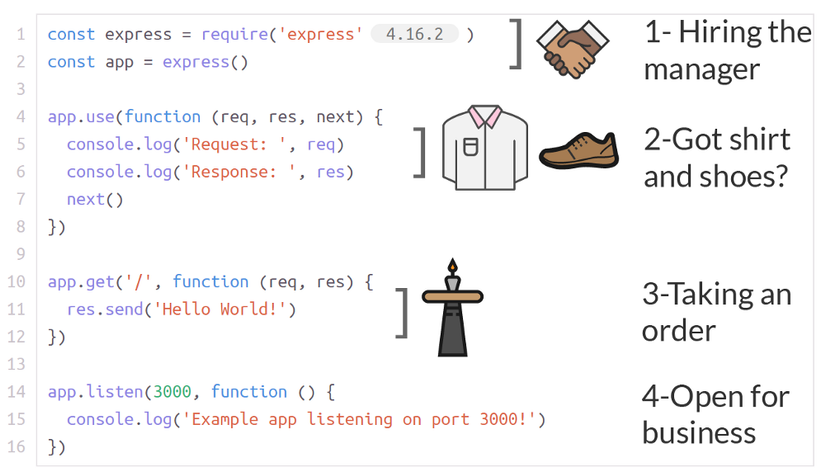 1 const express = require('express' 4.16.2 )
2 const app = express()
3
4 app.use(function (req, res, next) {
5 console.log('Request: ', req)
6 console.log('Response: ', res)
7 next()
8 })
9
10 app.get('/', function (req, res) {
11 res.send('Hello World!')
12 })
13
14 app.listen(3000, function () {
15 console.log('Example app listening on port 3000!')
16 })
1- Hiring the
manager
2-Got shirt
and shoes?
3-Taking an
order
4-Open for
business